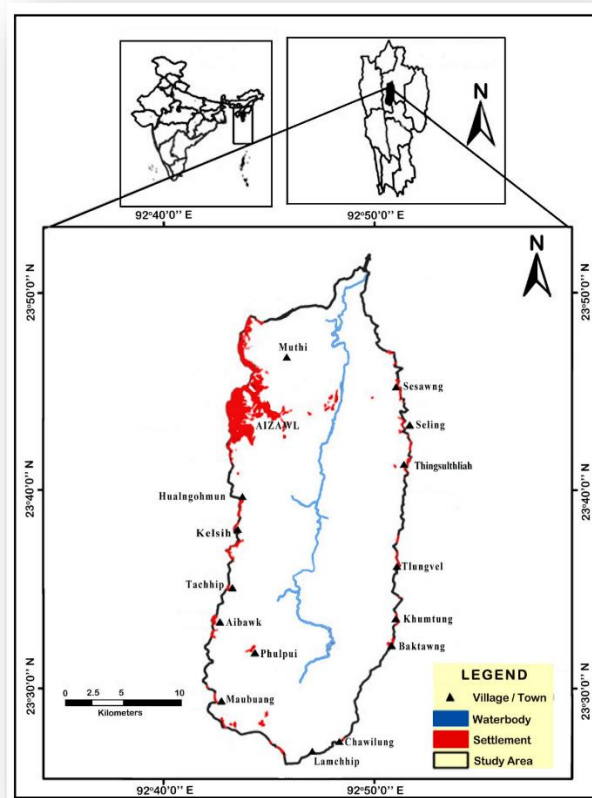 N
92°40'0'' E
92°50'0'' E
N
23°50'0'' N
23°50'0'' N
Muthi
Sesawng
AIZAWL
Seling
Thingsulthliah
23°40'0'' N
23°40'0'' N
Hualngohmun
Kelsih
Tlungvel
Tachhip
Aibawk
Khumtung
Phulpui
Baktawng
23°30'0'' N
23°30'0'' N
Maubuang
0 2.5 5 10
Kilometers
Chawilung
Lamchhip
LEGEND
Village / Town
Waterbody
Settlement
Study Area
92°40'0'' E
92°50'0'' E